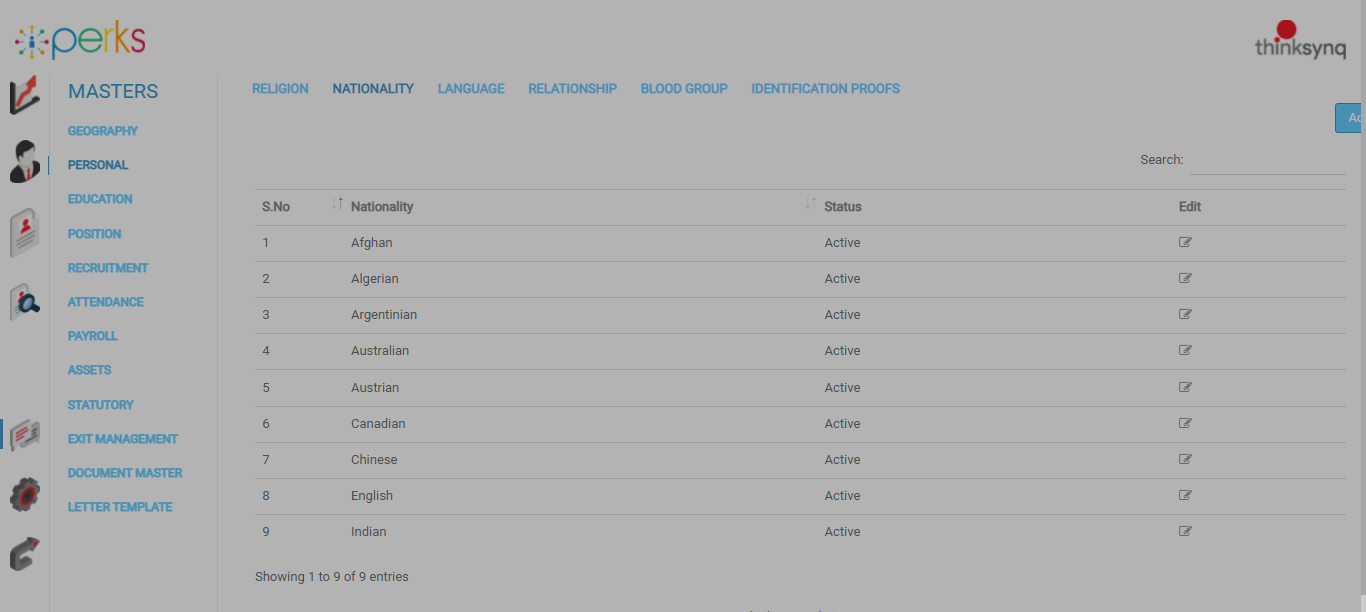 perks
thinksynq
MASTERS
GEOGRAPHY
PERSONAL
EDUCATION
POSITION
RECRUITMENT
ATTENDANCE
PAYROLL
ASSETS
STATUTORY
EXIT MANAGEMENT
DOCUMENT MASTER
LETTER TEMPLATE
RELIGION NATIONALITY LANGUAGE RELATIONSHIP BLOOD GROUP IDENTIFICATION PROOFS
Search:
S.No Nationality Status Edit
1 Afghan Active
2 Algerian Active
3 Argentinian Active
4 Australian Active
5 Austrian Active
6 Canadian Active
7 Chinese Active
8 English Active
9 Indian Active
Showing 1 to 9 of 9 entries